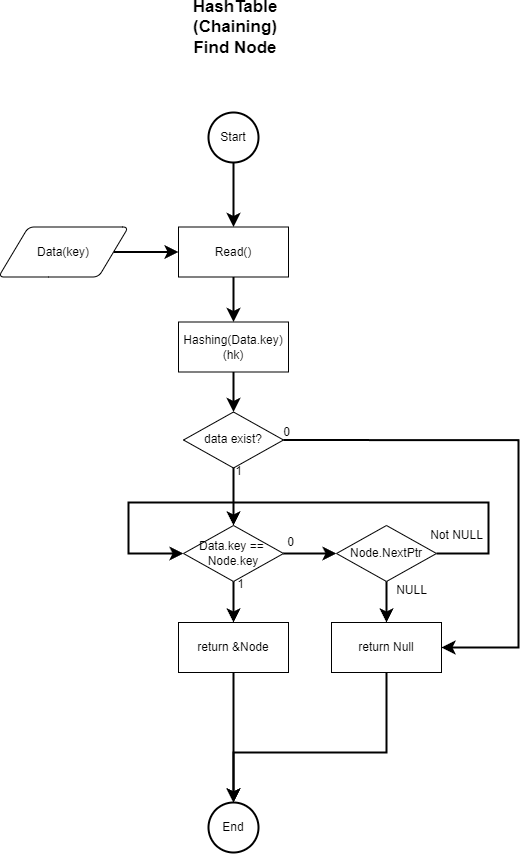 HashTable
(Chaining)
Find Node
Start
Data(key)
Read()
Hashing(Data.key)
(hk)
data exist?
0
1
Data.key ==
Node.key
0
Node.NextPtr
Not NULL
1
NULL
return &Node
return Null
End